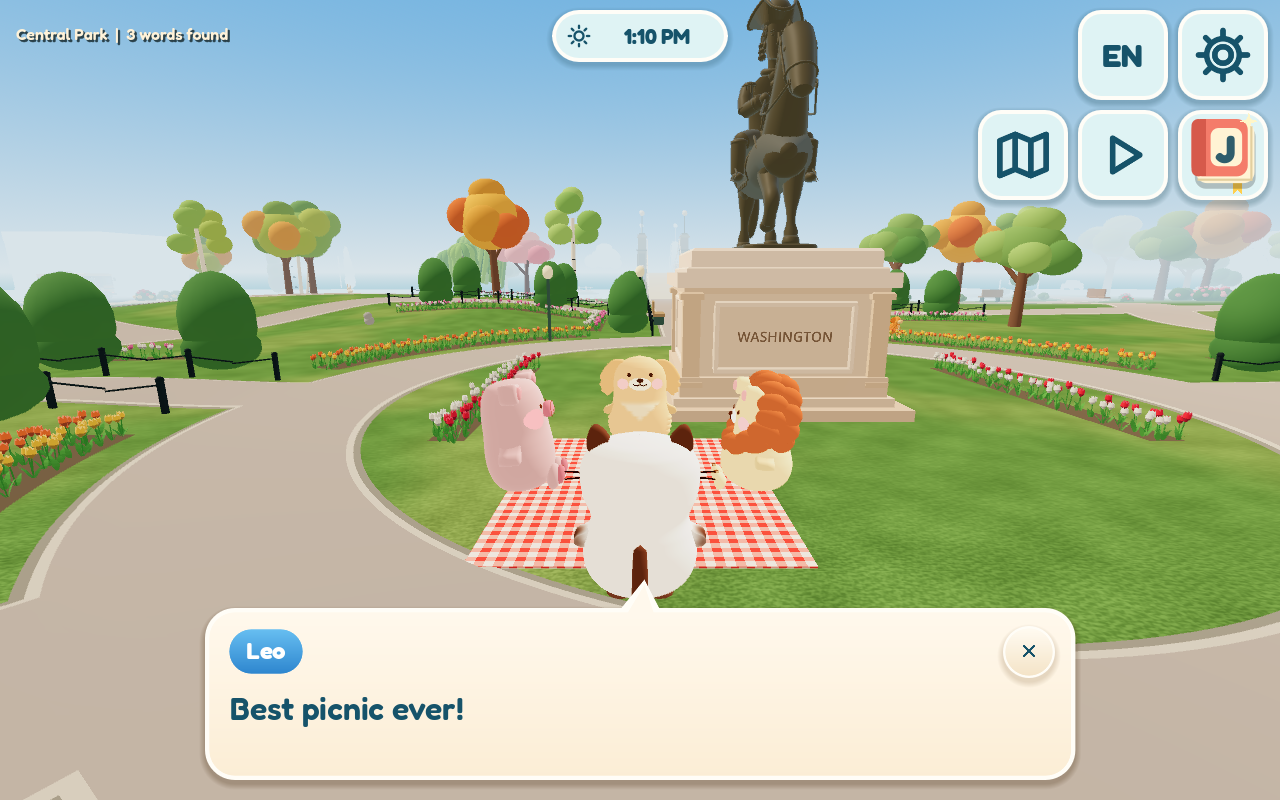 Central Park | 3 words found
1:10 PM
EN
J
WASHINGTON
Leo
Best picnic ever!